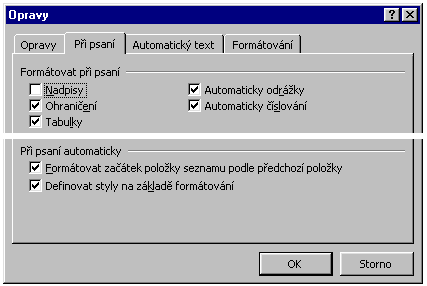 Opravy
Opravy Při psaní Automatický text Formátování
Formátovat při psaní
Nadpisy Automaticky odrážky
Ohraničení Automaticky číslování
Tabulky
Při psaní automaticky
Formátovat začátek položky seznamu podle předchozí položky
Definovat styly na základě formátování
OK Storno